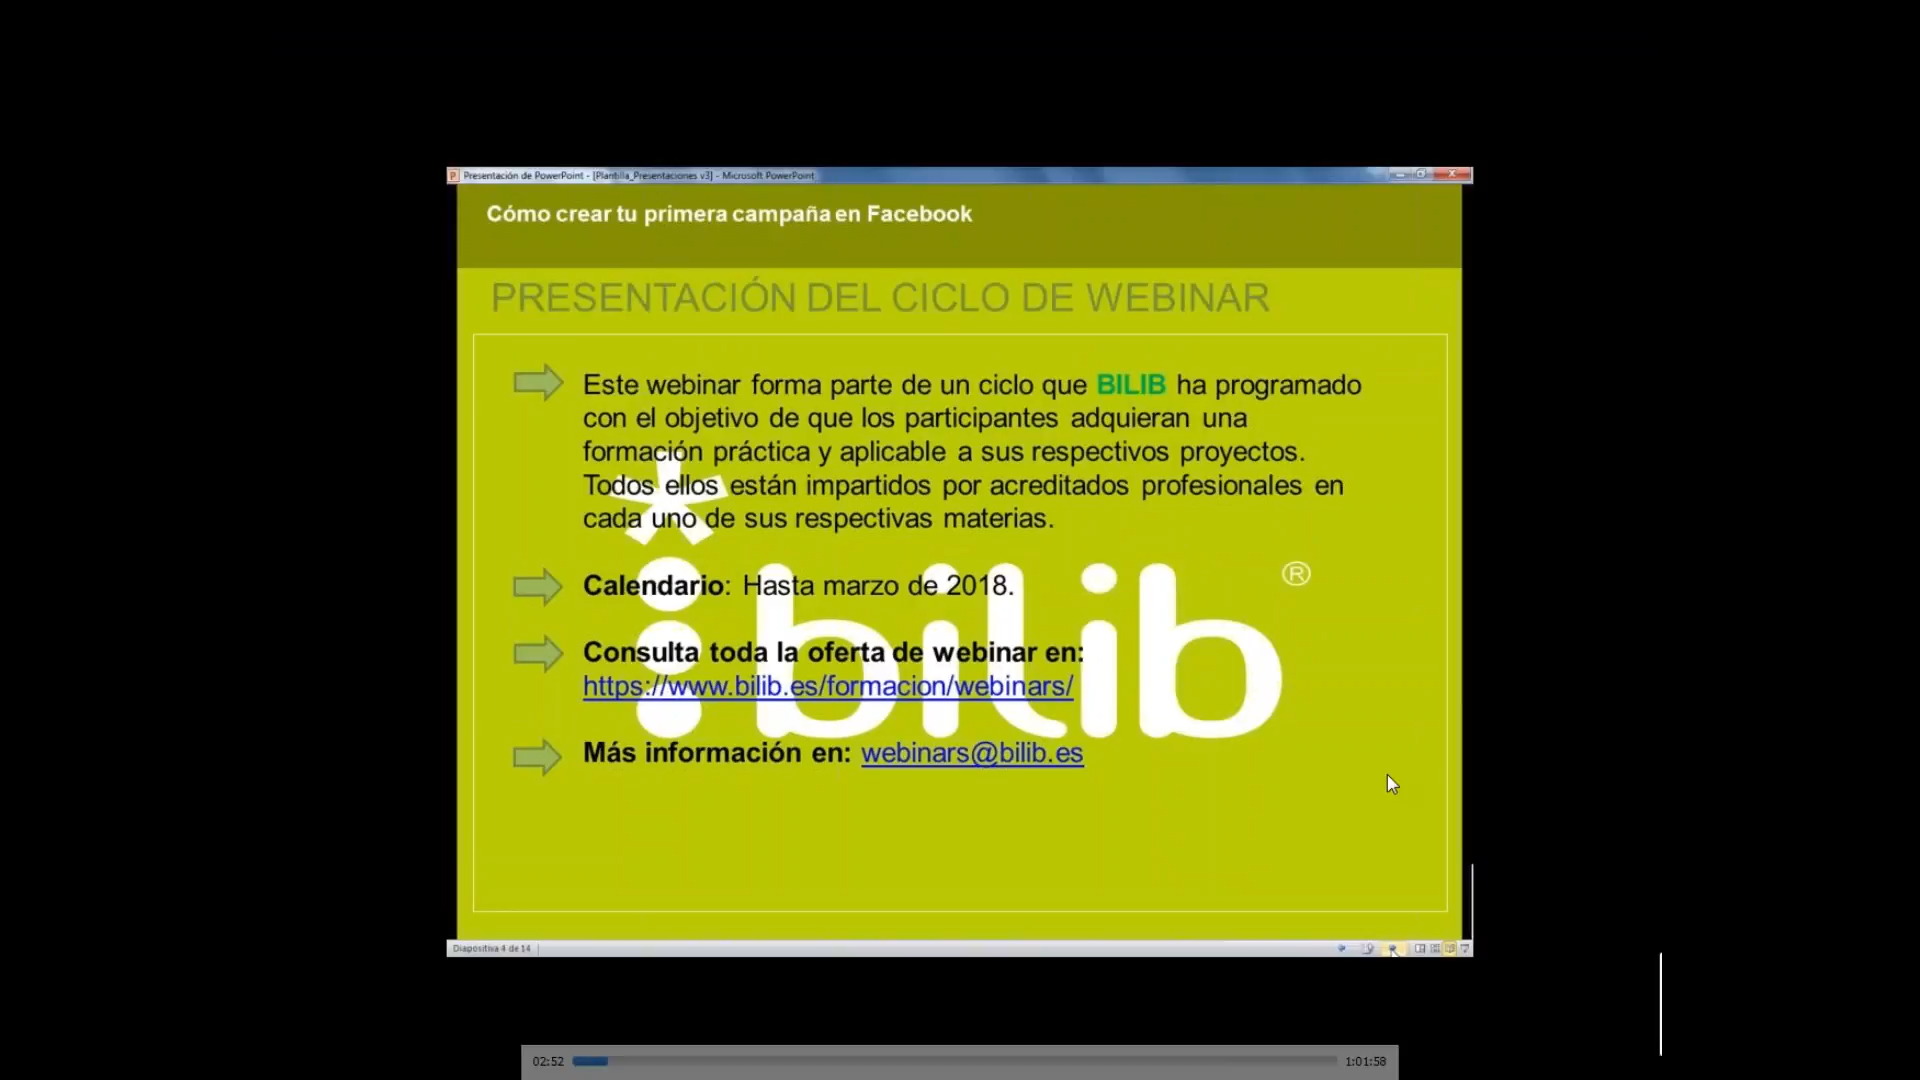 Presentación de PowerPoint - [Plantilla_Presentaciones v3] - Microsoft PowerPoint
Cómo crear tu primera campaña en Facebook
PRESENTACIÓN DEL CICLO DE WEBINAR
Este webinar forma parte de un ciclo que BILIB ha programado
con el objetivo de que los participantes adquieran una
formación práctica y aplicable a sus respectivos proyectos.
Todos ellos están impartidos por acreditados profesionales en
cada uno de sus respectivas materias.
Calendario: Hasta marzo de 2018.
Consulta toda la oferta de webinar en:
https://www.bilib.es/formacion/webinars/
Más información en: webinars@bilib.es
bilib ®
Diapositiva 4 de 14
02:52
1:01:58